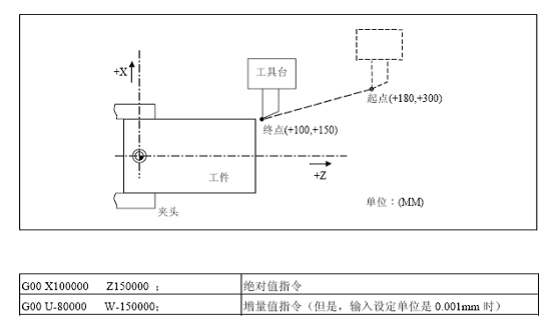 +X
工具台
起点(+180,+300)
终点(+100,+150)
+Z
工件
单位：(MM)
夹头
G00 X100000 Z150000 ; 绝对值指令
G00 U-80000 W-150000; 增量值指令（但是，输入设定单位是 0.001mm 时）